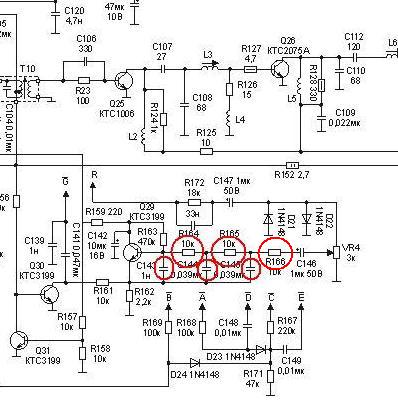 C120
4,7н
47мк
10В
C106
330
T10
R23
100
Q25
КТС1006
C107
27
L3
R127
4,7
Q26
КТС2075А
C112
120
L6
R124 1к
C108
68
R126
15
L4
L5
R128 330
C110
68
C109
0,022мк
L2
R125
10
C104 0,01мк
R152 2,7
G
R
R172
18к
33н
C147 1мк
50В
Q29
КТС3199
R159 220
C142
10мк
16В
R163
470к
R164
10к
R165
10к
D21
1N4148
D22
1N4148
VR4
3к
C139
1н
C141 0,047мк
C143
1н
C144
0,039мк
C145
0,039мк
R166
10к
C146
1мк 50В
56
10к
Q30
КТС3199
R161
10к
R162
2,2к
B
A
D
C
E
R157
10к
R158
10к
Q31
КТС3199
R169
100к
R168
100к
C148
0,01мк
R167
220к
D23 1N4148
D24 1N4148
C149
0,01мк
R171
47к